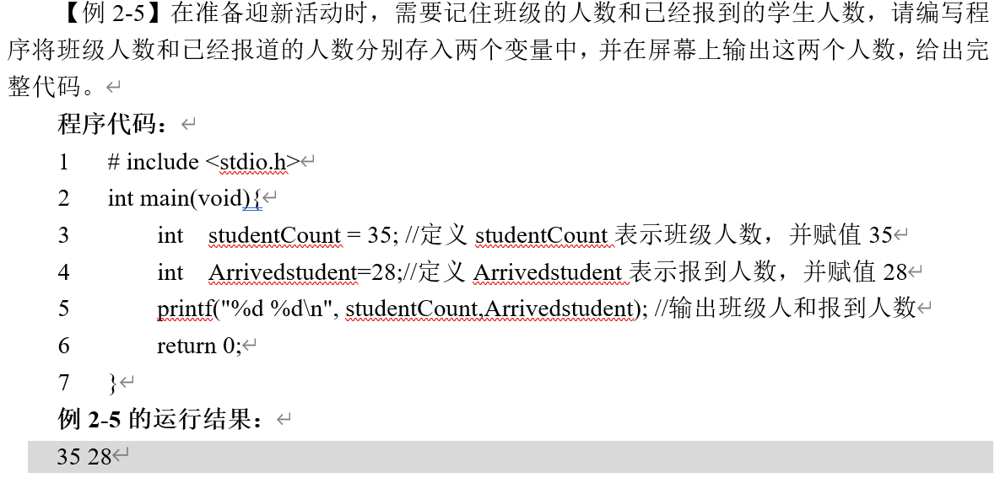 【例 2-5】在准备迎新活动时，需要记住班级的人数和已经报到的学生人数，请编写程
序将班级人数和已经报道的人数分别存入两个变量中，并在屏幕上输出这两个人数，给出完
整代码。↵
程序代码：↵
1 # include <stdio.h>↵
2 int main(void){↵
3 int studentCount = 35; //定义 studentCount 表示班级人数，并赋值 35↵
4 int Arrivedstudent=28;//定义 Arrivedstudent 表示报到人数，并赋值 28↵
5 printf("%d %d\n", studentCount,Arrivedstudent); //输出班级人和报到人数↵
6 return 0;↵
7 }↵
例 2-5 的运行结果：↵
35 28↵